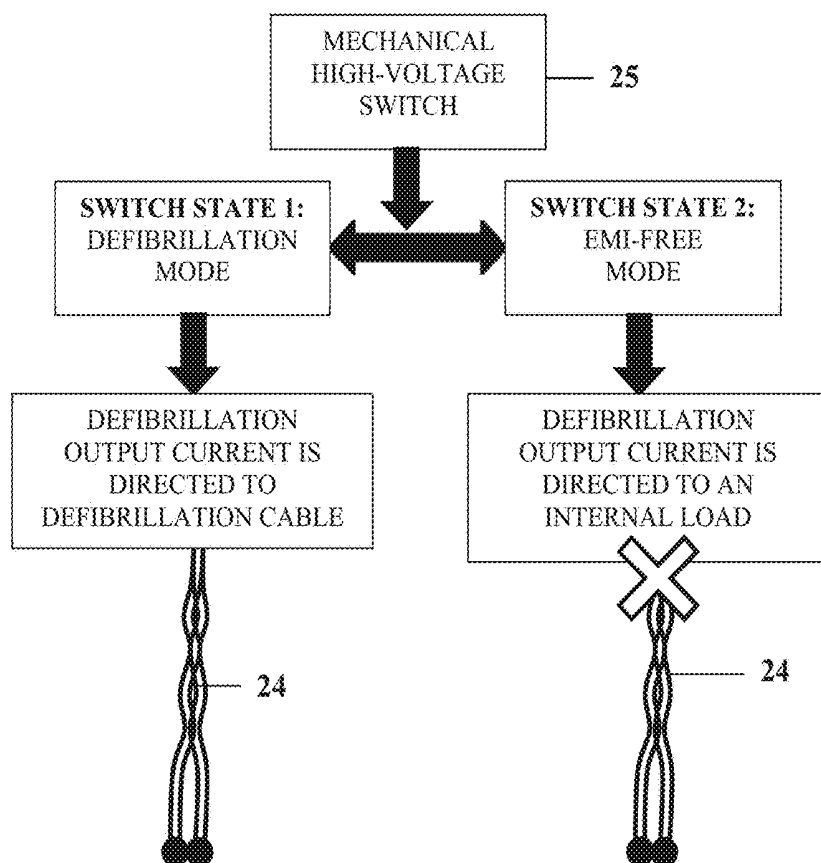 MECHANICAL
HIGH-VOLTAGE
SWITCH
25
SWITCH STATE 1:
DEFIBRILLATION
MODE
SWITCH STATE 2:
EMI-FREE
MODE
DEFIBRILLATION
OUTPUT CURRENT IS
DIRECTED TO
DEFIBRILLATION CABLE
DEFIBRILLATION
OUTPUT CURRENT IS
DIRECTED TO AN
INTERNAL LOAD
24
24